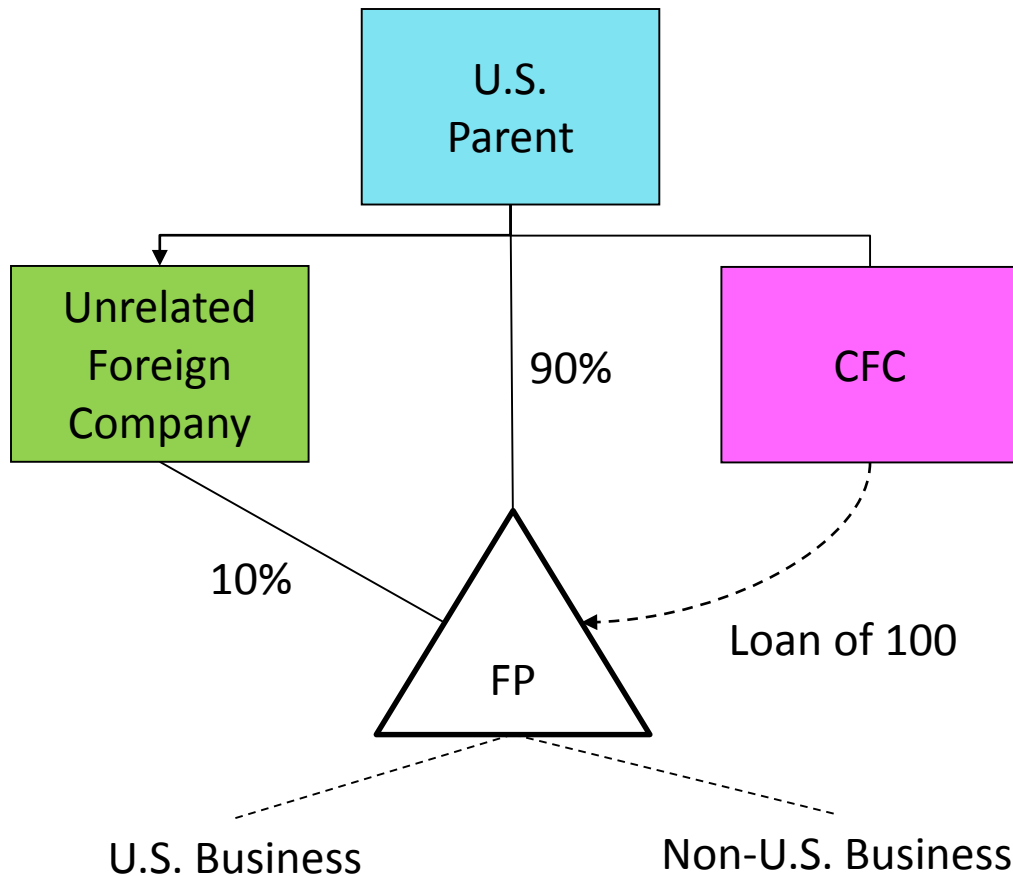 U.S.
Parent
Unrelated
Foreign
Company
90%
CFC
10%
Loan of 100
FP
U.S. Business
Non-U.S. Business